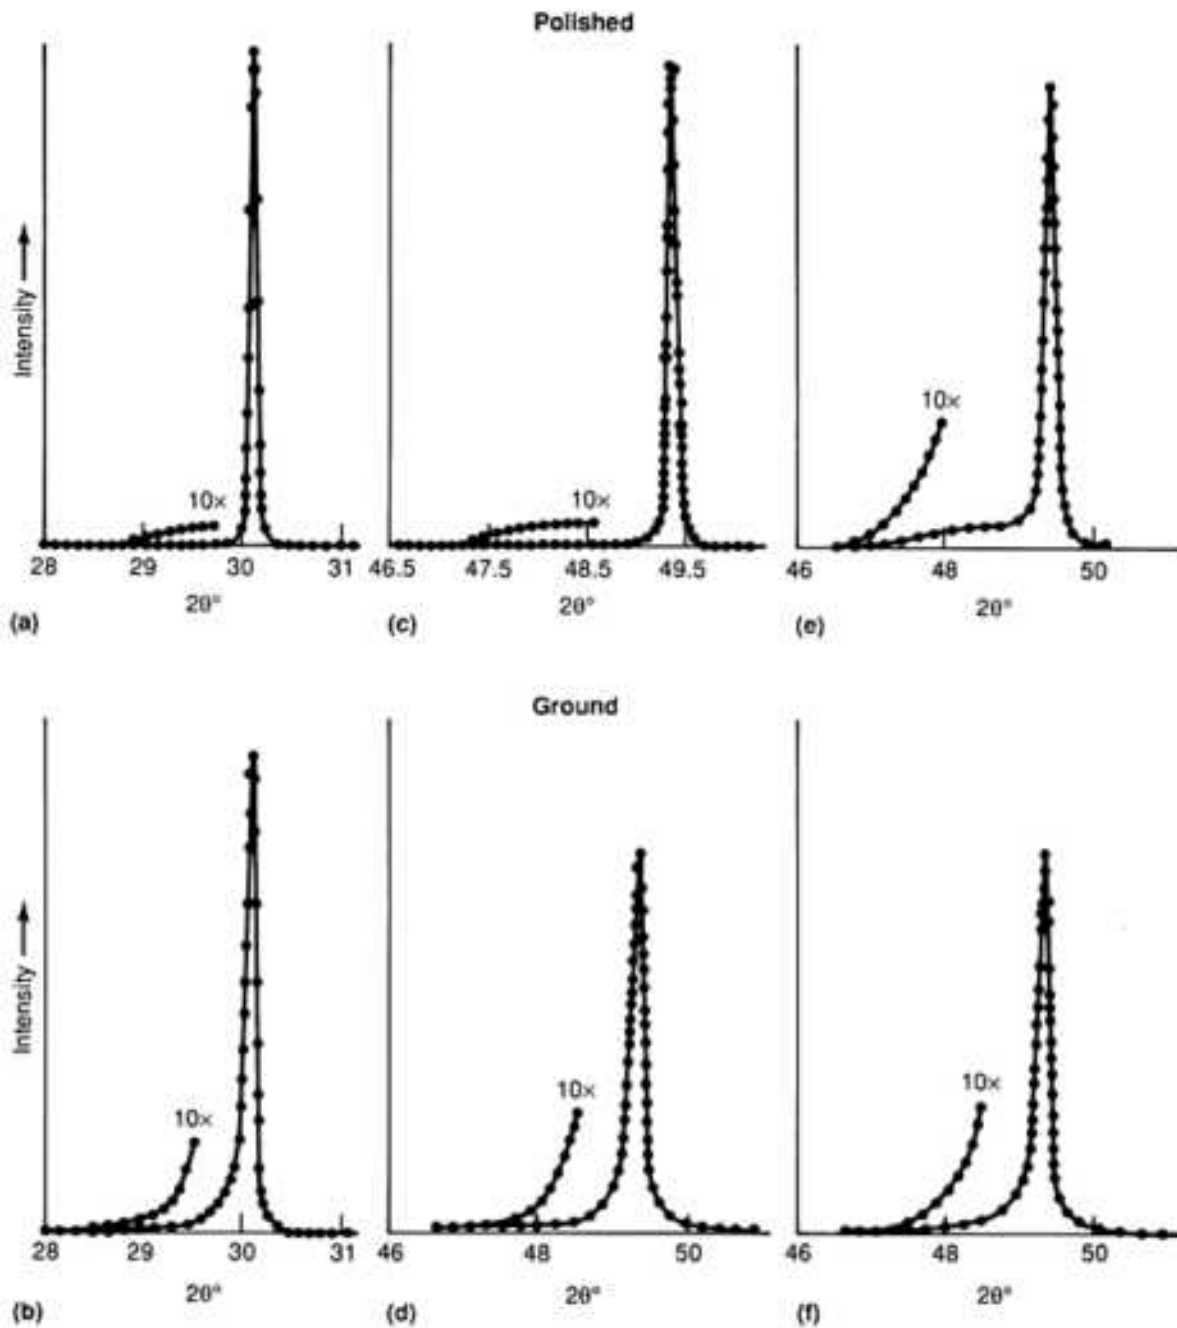 Polished
Intensity
10×
28 29 30 31
2θ°
(a)
10×
46.5 47.5 48.5 49.5
2θ°
(c)
10×
46 48 50
2θ°
(e)
Ground
Intensity
10×
28 29 30 31
2θ°
(b)
10×
46 48 50
2θ°
(d)
10×
46 48 50
2θ°
(f)